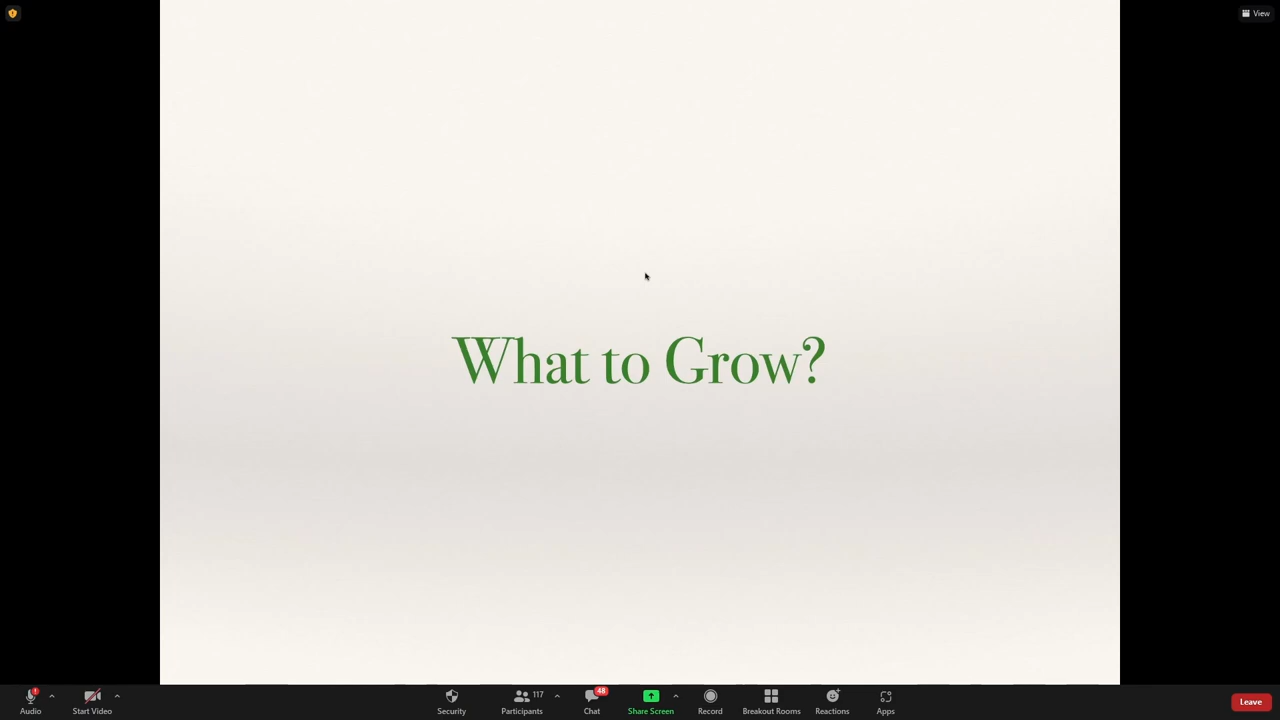 View
What to Grow?
Audio
Start Video
Security
Participants
117
Chat
48
Share Screen
Record
Breakout Rooms
Reactions
Apps
Leave